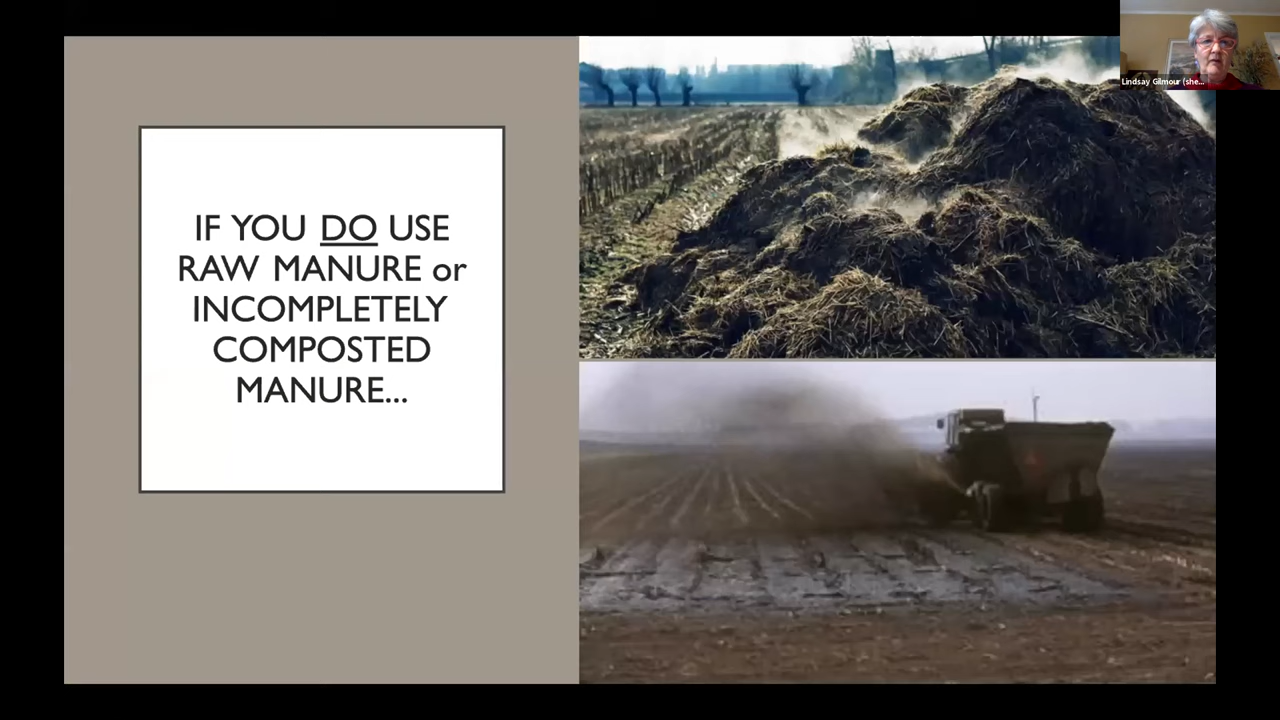 IF YOU DO USE
RAW MANURE or
INCOMPLETELY
COMPOSTED
MANURE...
Lindsay Gilmour (she...